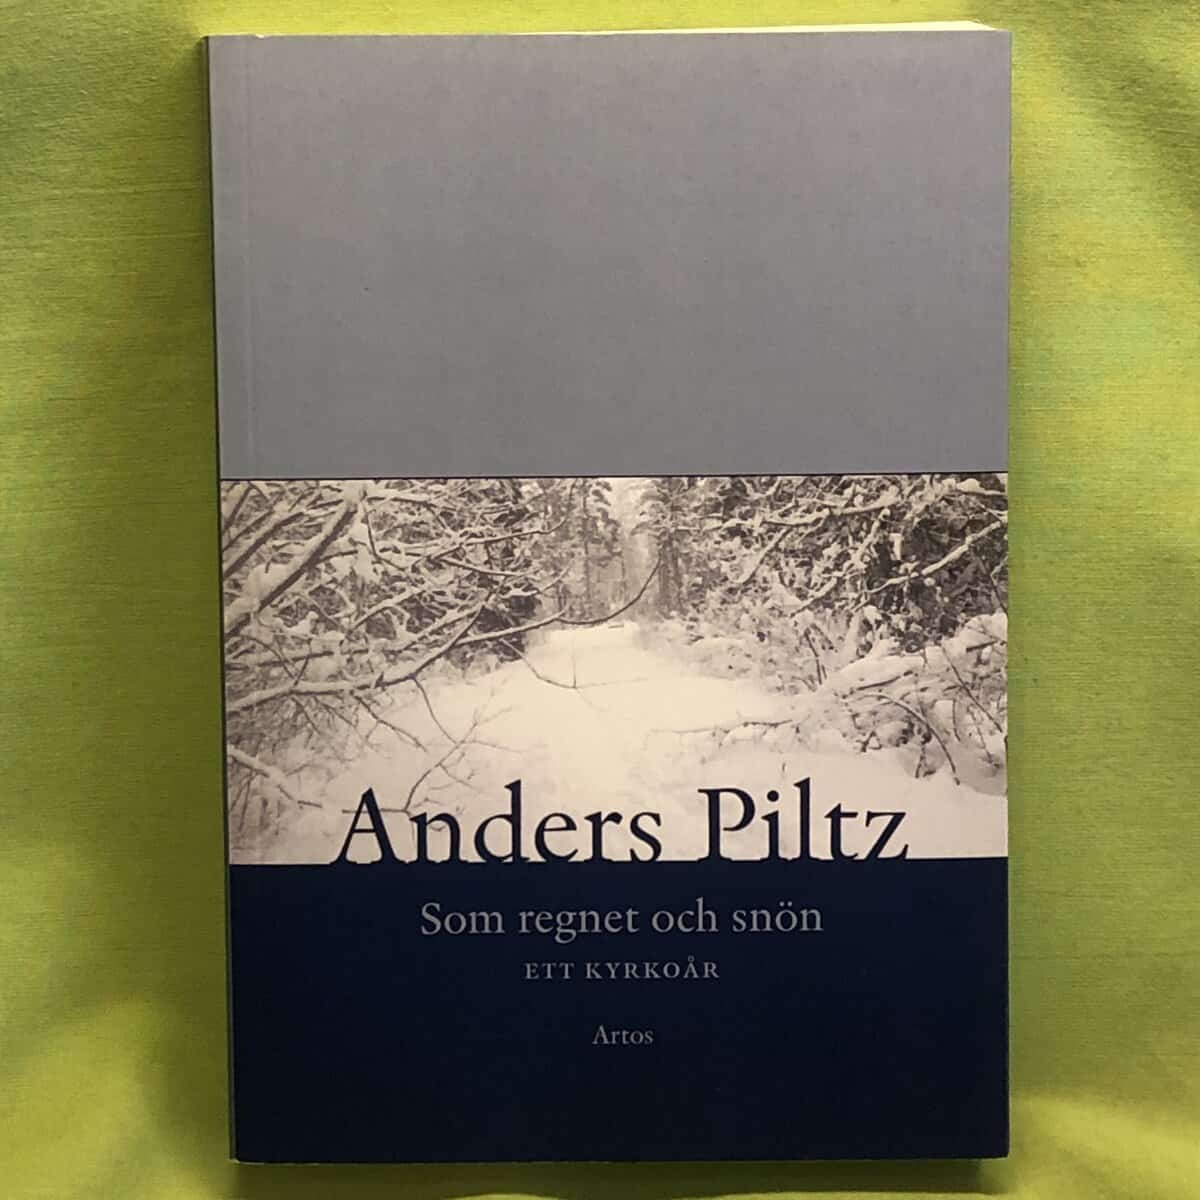 Anders Piltz
Som regnet och snön
ETT KYRKOÅR
Artos